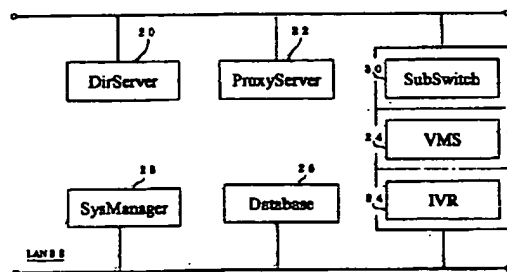 20
22
30
DirServer
ProxyServer
SubSwitch
24
VMS
28
26
SysManager
Database
24
IVR